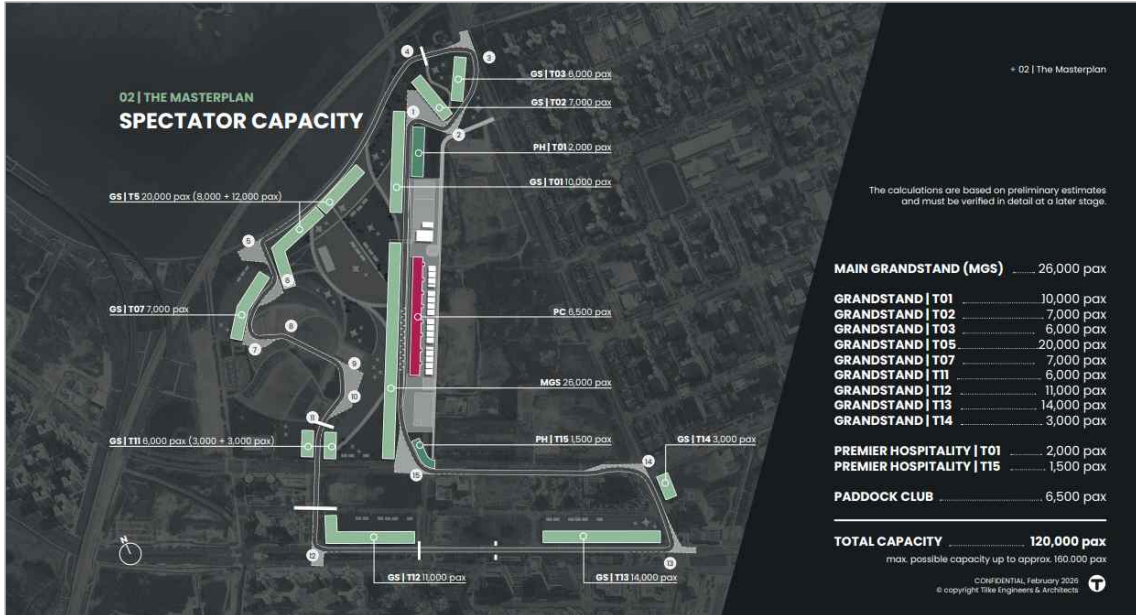 02 | THE MASTERPLAN
SPECTATOR CAPACITY
4
3
GS | T03 6,000 pax
GS | T02 7,000 pax
1
2
PH | T01 2,000 pax
GS | T01 10,000 pax
GS | T5 20,000 pax (8,000 + 12,000 pax)
5
6
GS | T07 7,000 pax
PC 6,500 pax
8
7
9
MGS 26,000 pax
10
11
GS | T11 6,000 pax (3,000 + 3,000 pax)
PH | T15 1,500 pax
GS | T14 3,000 pax
14
15
N
12
13
GS | T12 11,000 pax
GS | T13 14,000 pax
+ 02 | The Masterplan
The calculations are based on preliminary estimates
and must be verified in detail at a later stage.
MAIN GRANDSTAND (MGS) ...... 26,000 pax
GRANDSTAND | T01 ...... 10,000 pax
GRANDSTAND | T02 ...... 7,000 pax
GRANDSTAND | T03 ...... 6,000 pax
GRANDSTAND | T05 ...... 20,000 pax
GRANDSTAND | T07 ...... 7,000 pax
GRANDSTAND | T11 ...... 6,000 pax
GRANDSTAND | T12 ...... 11,000 pax
GRANDSTAND | T13 ...... 14,000 pax
GRANDSTAND | T14 ...... 3,000 pax
PREMIER HOSPITALITY | T01 ...... 2,000 pax
PREMIER HOSPITALITY | T15 ...... 1,500 pax
PADDOCK CLUB ...... 6,500 pax
TOTAL CAPACITY ...... 120,000 pax
max. possible capacity up to approx. 160.000 pax
CONFIDENTIAL, February 2026
© copyright Tilke Engineers & Architects